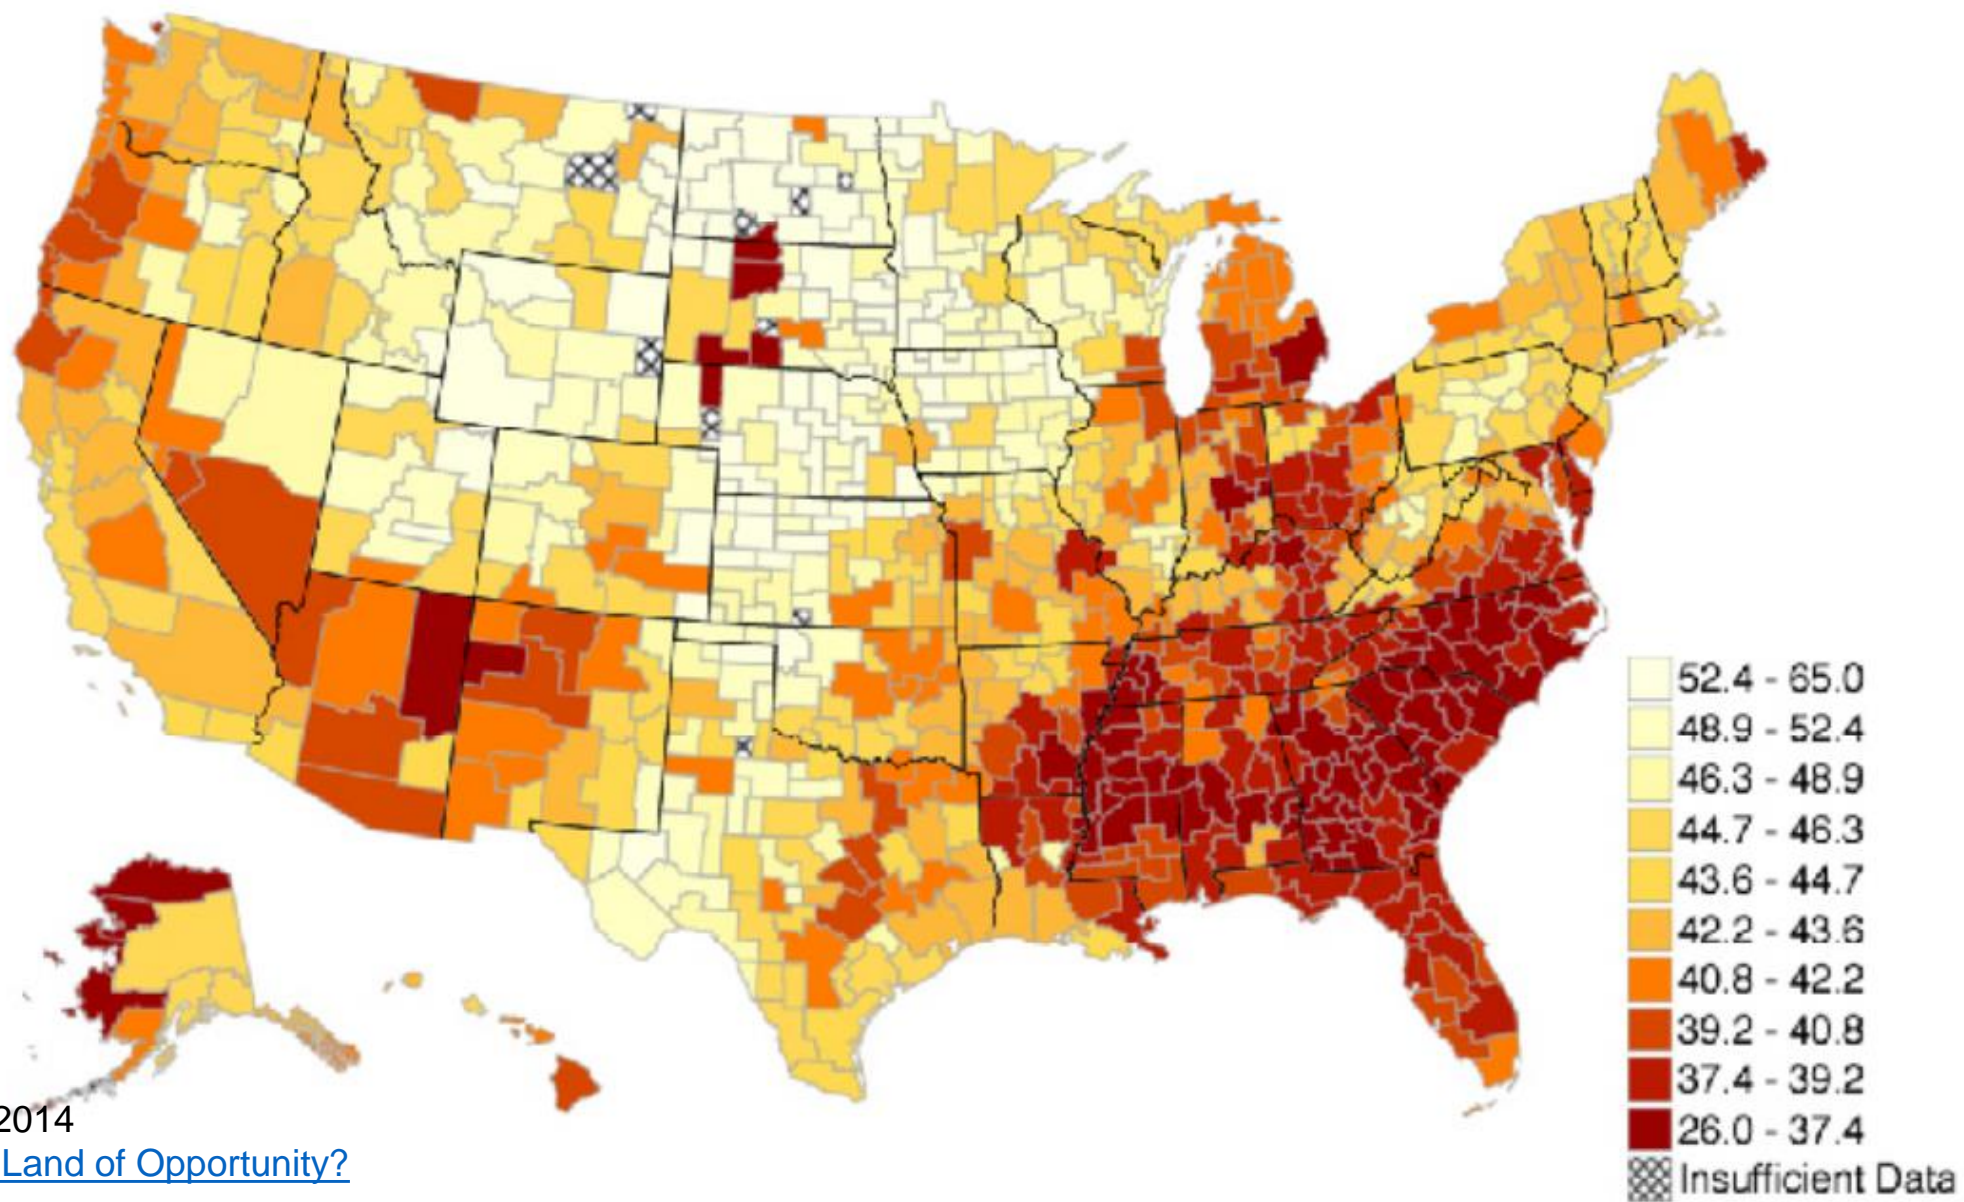 52.4 - 65.0
48.9 - 52.4
46.3 - 48.9
44.7 - 46.3
43.6 - 44.7
42.2 - 43.6
40.8 - 42.2
39.2 - 40.8
37.4 - 39.2
26.0 - 37.4
Insufficient Data
2014
Land of Opportunity?